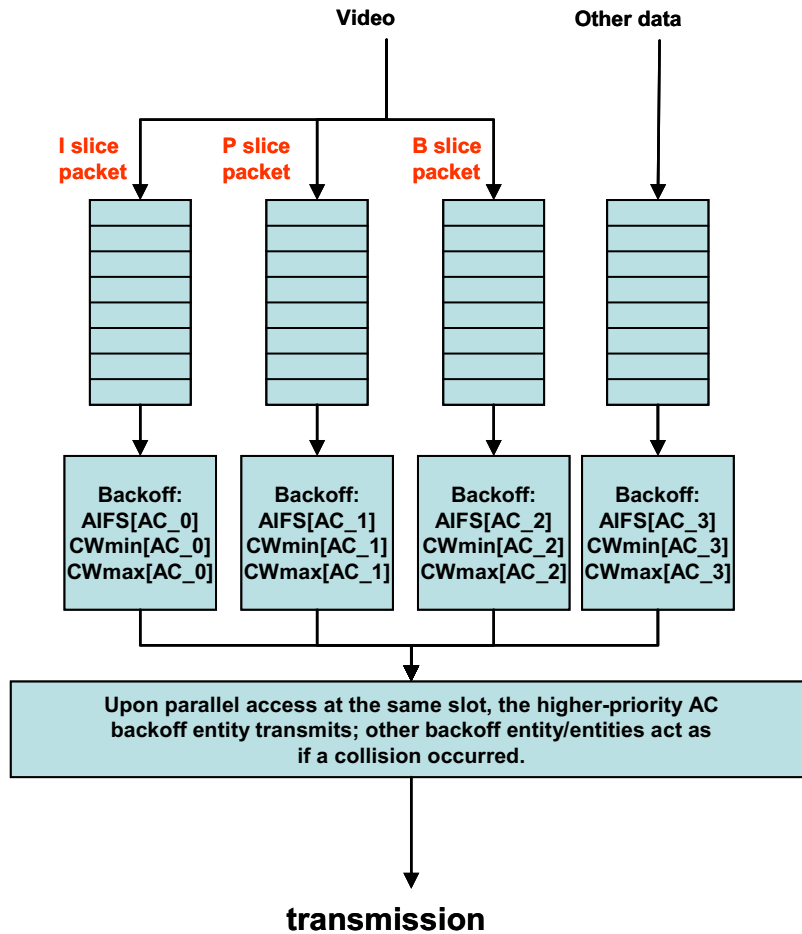 Video
Other data
I slice
packet
P slice
packet
B slice
packet
Backoff:
AIFS[AC_0]
CWmin[AC_0]
CWmax[AC_0]
Backoff:
AIFS[AC_1]
CWmin[AC_1]
CWmax[AC_1]
Backoff:
AIFS[AC_2]
CWmin[AC_2]
CWmax[AC_2]
Backoff:
AIFS[AC_3]
CWmin[AC_3]
CWmax[AC_3]
Upon parallel access at the same slot, the higher-priority AC
backoff entity transmits; other backoff entity/entities act as
if a collision occurred.
transmission